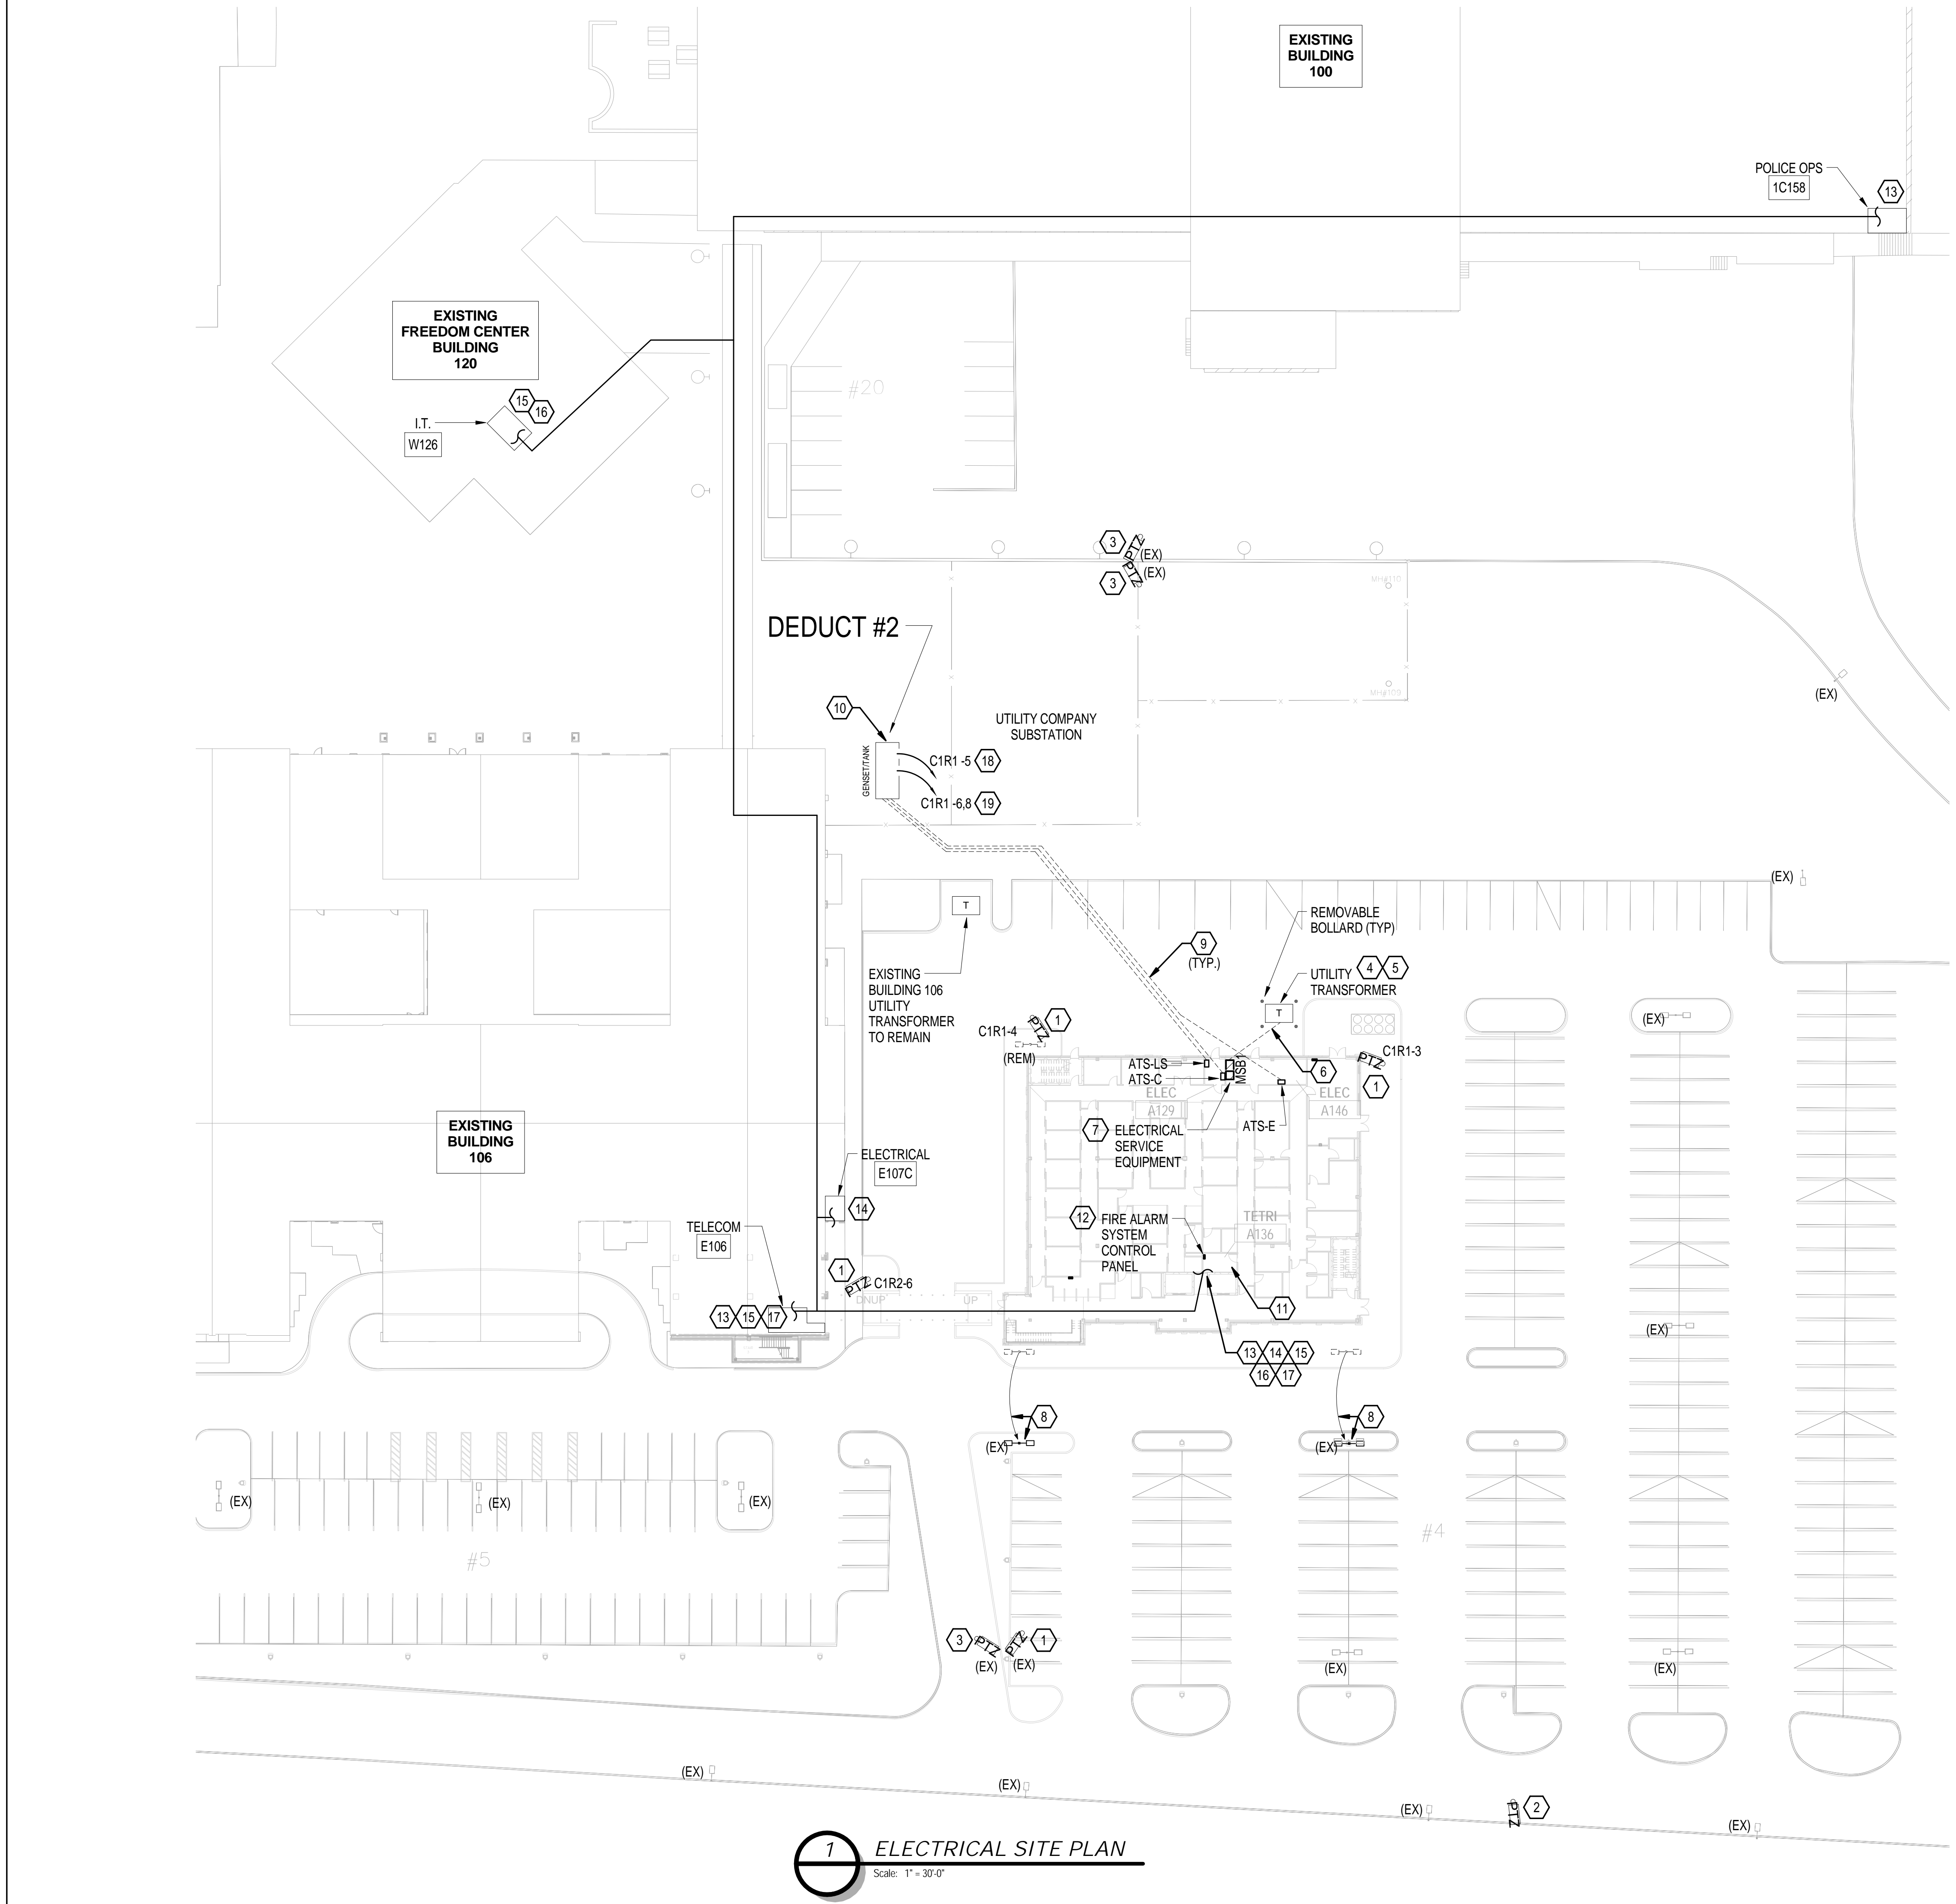 EXISTING
BUILDING
100
POLICE OPS
1C158
13
EXISTING
FREEDOM CENTER
BUILDING
120
#20
15
16
I.T.
W126
3
PTZ
(EX)
PTZ
(EX)
3
MH#110
DEDUCT #2
MH#109
(EX)
10
UTILITY COMPANY
SUBSTATION
GENSET/TANK
C1R1 -5
18
C1R1 -6,8
19
(EX)
T
REMOVABLE
BOLLARD (TYP)
9
(TYP.)
EXISTING
BUILDING 106
UTILITY
TRANSFORMER
TO REMAIN
UTILITY
TRANSFORMER
4
5
T
C1R1-4
PTZ
1
(REM)
(EX)
ATS-LS
ATS-C
MSB1
6
PTZ
C1R1-3
1
ELEC
A129
ELEC
A146
ATS-E
7
ELECTRICAL
SERVICE
EQUIPMENT
EXISTING
BUILDING
106
ELECTRICAL
E107C
14
TELECOM
E106
12
FIRE ALARM
SYSTEM
CONTROL
PANEL
TETRI
A136
1
PTZ
C1R2-6
DNUP
UP
13
15
17
11
(EX)
13
14
15
16
17
8
(EX)
8
(EX)
(EX)
(EX)
(EX)
#5
#4
3
PTZ
(EX)
PTZ
1
(EX)
(EX)
(EX)
(EX)
(EX)
(EX)
PTZ
2
(EX)
1
ELECTRICAL SITE PLAN
Scale: 1" = 30'-0"